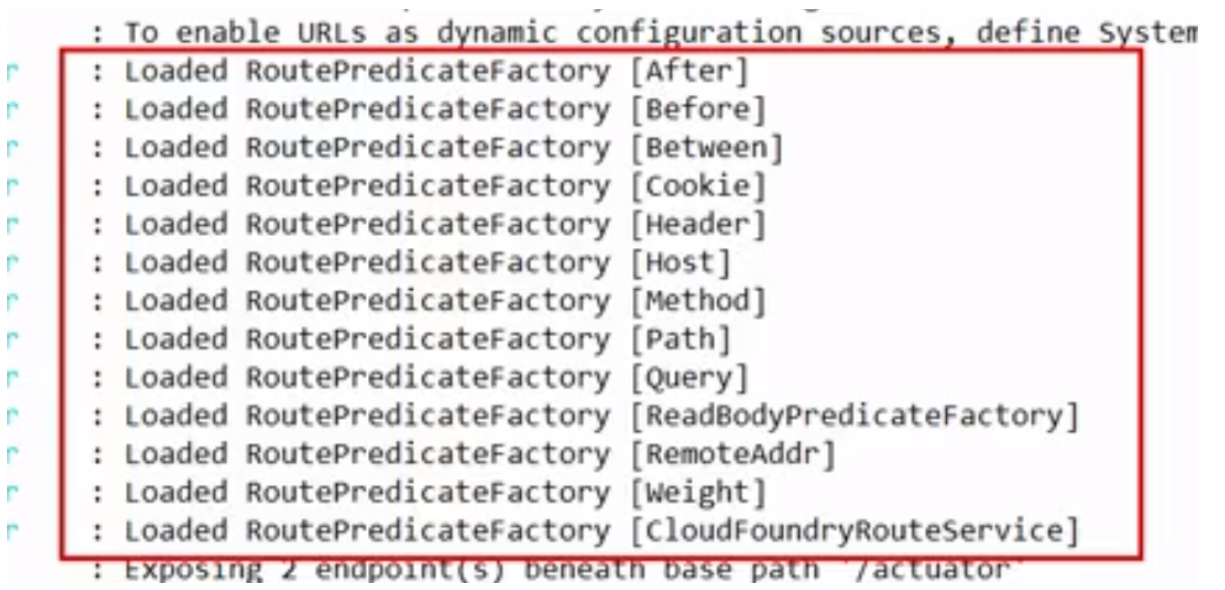 : To enable URLs as dynamic configuration sources, define System
r : Loaded RoutePredicateFactory [After]
r : Loaded RoutePredicateFactory [Before]
r : Loaded RoutePredicateFactory [Between]
r : Loaded RoutePredicateFactory [Cookie]
r : Loaded RoutePredicateFactory [Header]
r : Loaded RoutePredicateFactory [Host]
r : Loaded RoutePredicateFactory [Method]
r : Loaded RoutePredicateFactory [Path]
r : Loaded RoutePredicateFactory [Query]
r : Loaded RoutePredicateFactory [ReadBodyPredicateFactory]
r : Loaded RoutePredicateFactory [RemoteAddr]
r : Loaded RoutePredicateFactory [Weight]
r : Loaded RoutePredicateFactory [CloudFoundryRouteService]
: Exposing 2 endpoint(s) beneath base path '/actuator'